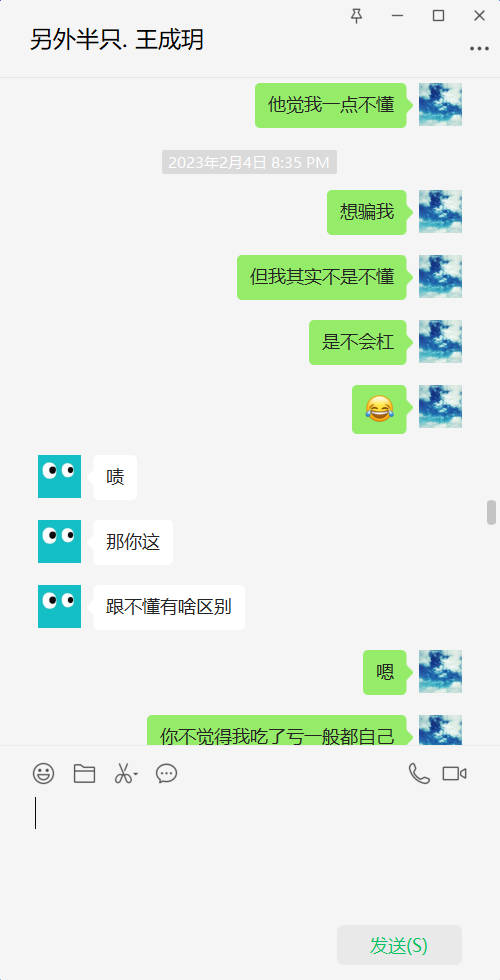 另外半只. 王成玥
他觉我一点不懂
2023年2月4日 8:35 PM
想骗我
但我其实不是不懂
是不会杠
啧
那你这
跟不懂有啥区别
嗯
你不觉得我吃了亏一般都自己
发送(S)